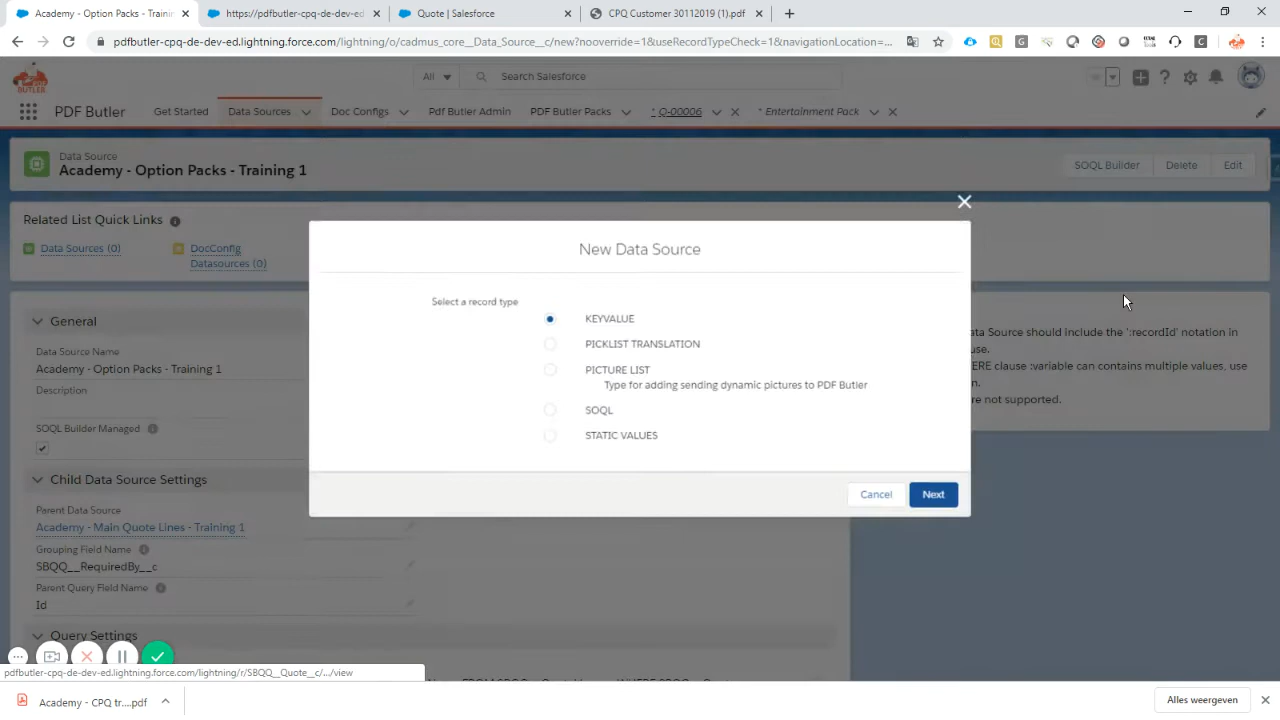 Academy - Option Packs - Trainin
https://pdfbutler-cpq-de-dev-ed
Quote | Salesforce
CPQ Customer 30112019 (1).pdf
pdfbutler-cpq-de-dev-ed.lightning.force.com/lightning/o/cadmus_core__Data_Source__c/new?nooverride=1&useRecordTypeCheck=1&navigationLocation=...
BUTLER
All
Search Salesforce
PDF Butler
Get Started
Data Sources
Doc Configs
Pdf Butler Admin
PDF Butler Packs
* Q-00006
* Entertainment Pack
Data Source
Academy - Option Packs - Training 1
SOQL Builder
Delete
Edit
Related List Quick Links
Data Sources (0)
DocConfig
Datasources (0)
New Data Source
Select a record type
KEYVALUE
PICKLIST TRANSLATION
PICTURE LIST
Type for adding sending dynamic pictures to PDF Butler
SOQL
STATIC VALUES
Cancel
Next
General
Data Source Name
Academy - Option Packs - Training 1
Description
SOQL Builder Managed
Child Data Source Settings
Parent Data Source
Academy - Main Quote Lines - Training 1
Grouping Field Name
SBQQ__RequiredBy__c
Parent Query Field Name
Id
Query Settings
ata Source should include the ':recordId' notation in
use.
ERE clause :variable can contains multiple values, use
n.
re not supported.
pdfbutler-cpq-de-dev-ed.lightning.force.com/lightning/r/SBQQ__Quote__c/.../view
Academy - CPQ tr....pdf
Alles weergeven